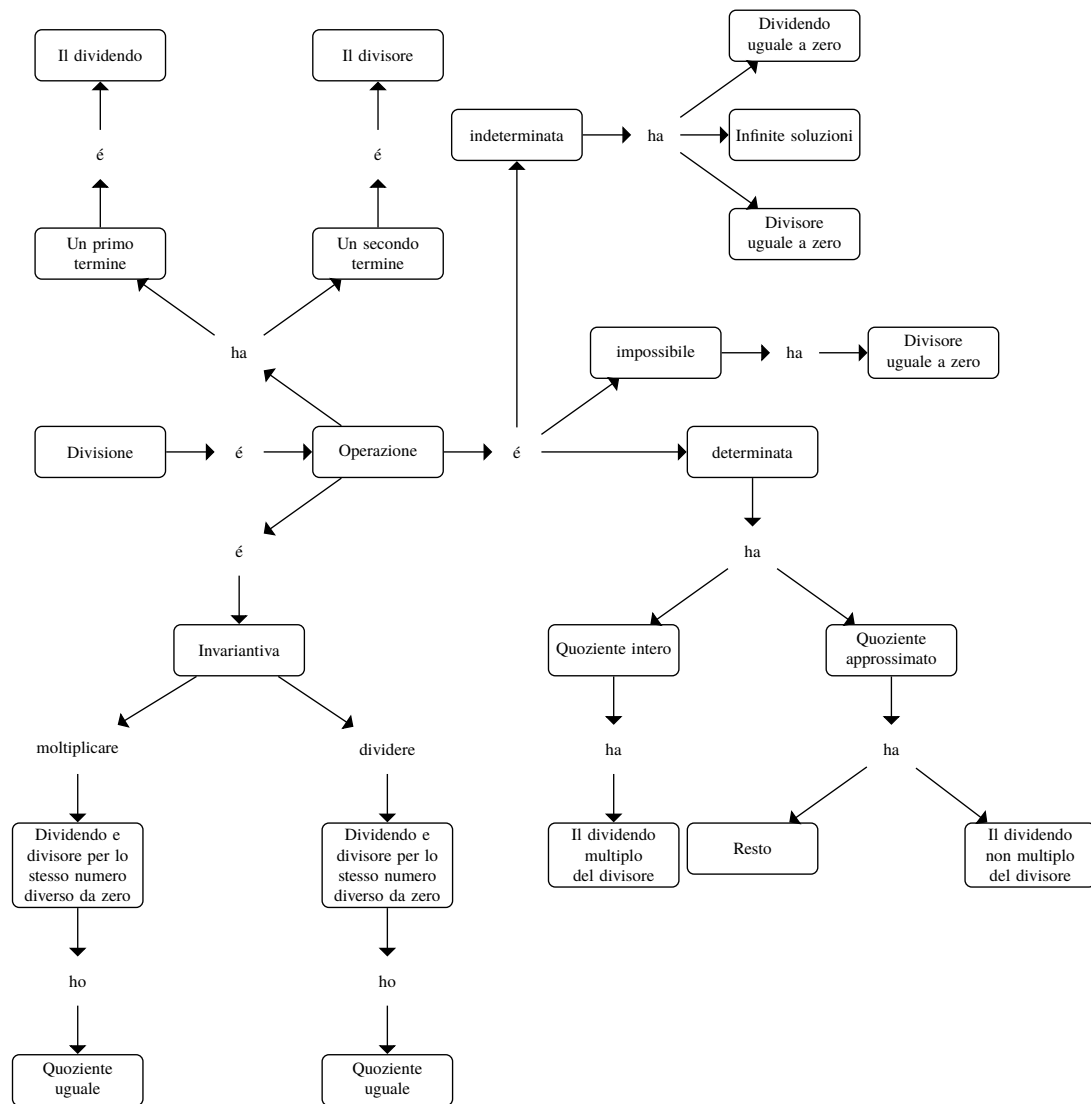 Il dividendo
Il divisore
Dividendo
uguale a zero
indeterminata
ha
Infinite soluzioni
é
é
Un primo
termine
Un secondo
termine
Divisore
uguale a zero
ha
impossibile
ha
Divisore
uguale a zero
Divisione
é
Operazione
é
determinata
é
ha
Invariantiva
Quoziente intero
Quoziente
approssimato
moltiplicare
dividere
ha
ha
Dividendo e
divisore per lo
stesso numero
diverso da zero
Dividendo e
divisore per lo
stesso numero
diverso da zero
Il dividendo
multiplo
del divisore
Resto
Il dividendo
non multiplo
del divisore
ho
ho
Quoziente
uguale
Quoziente
uguale